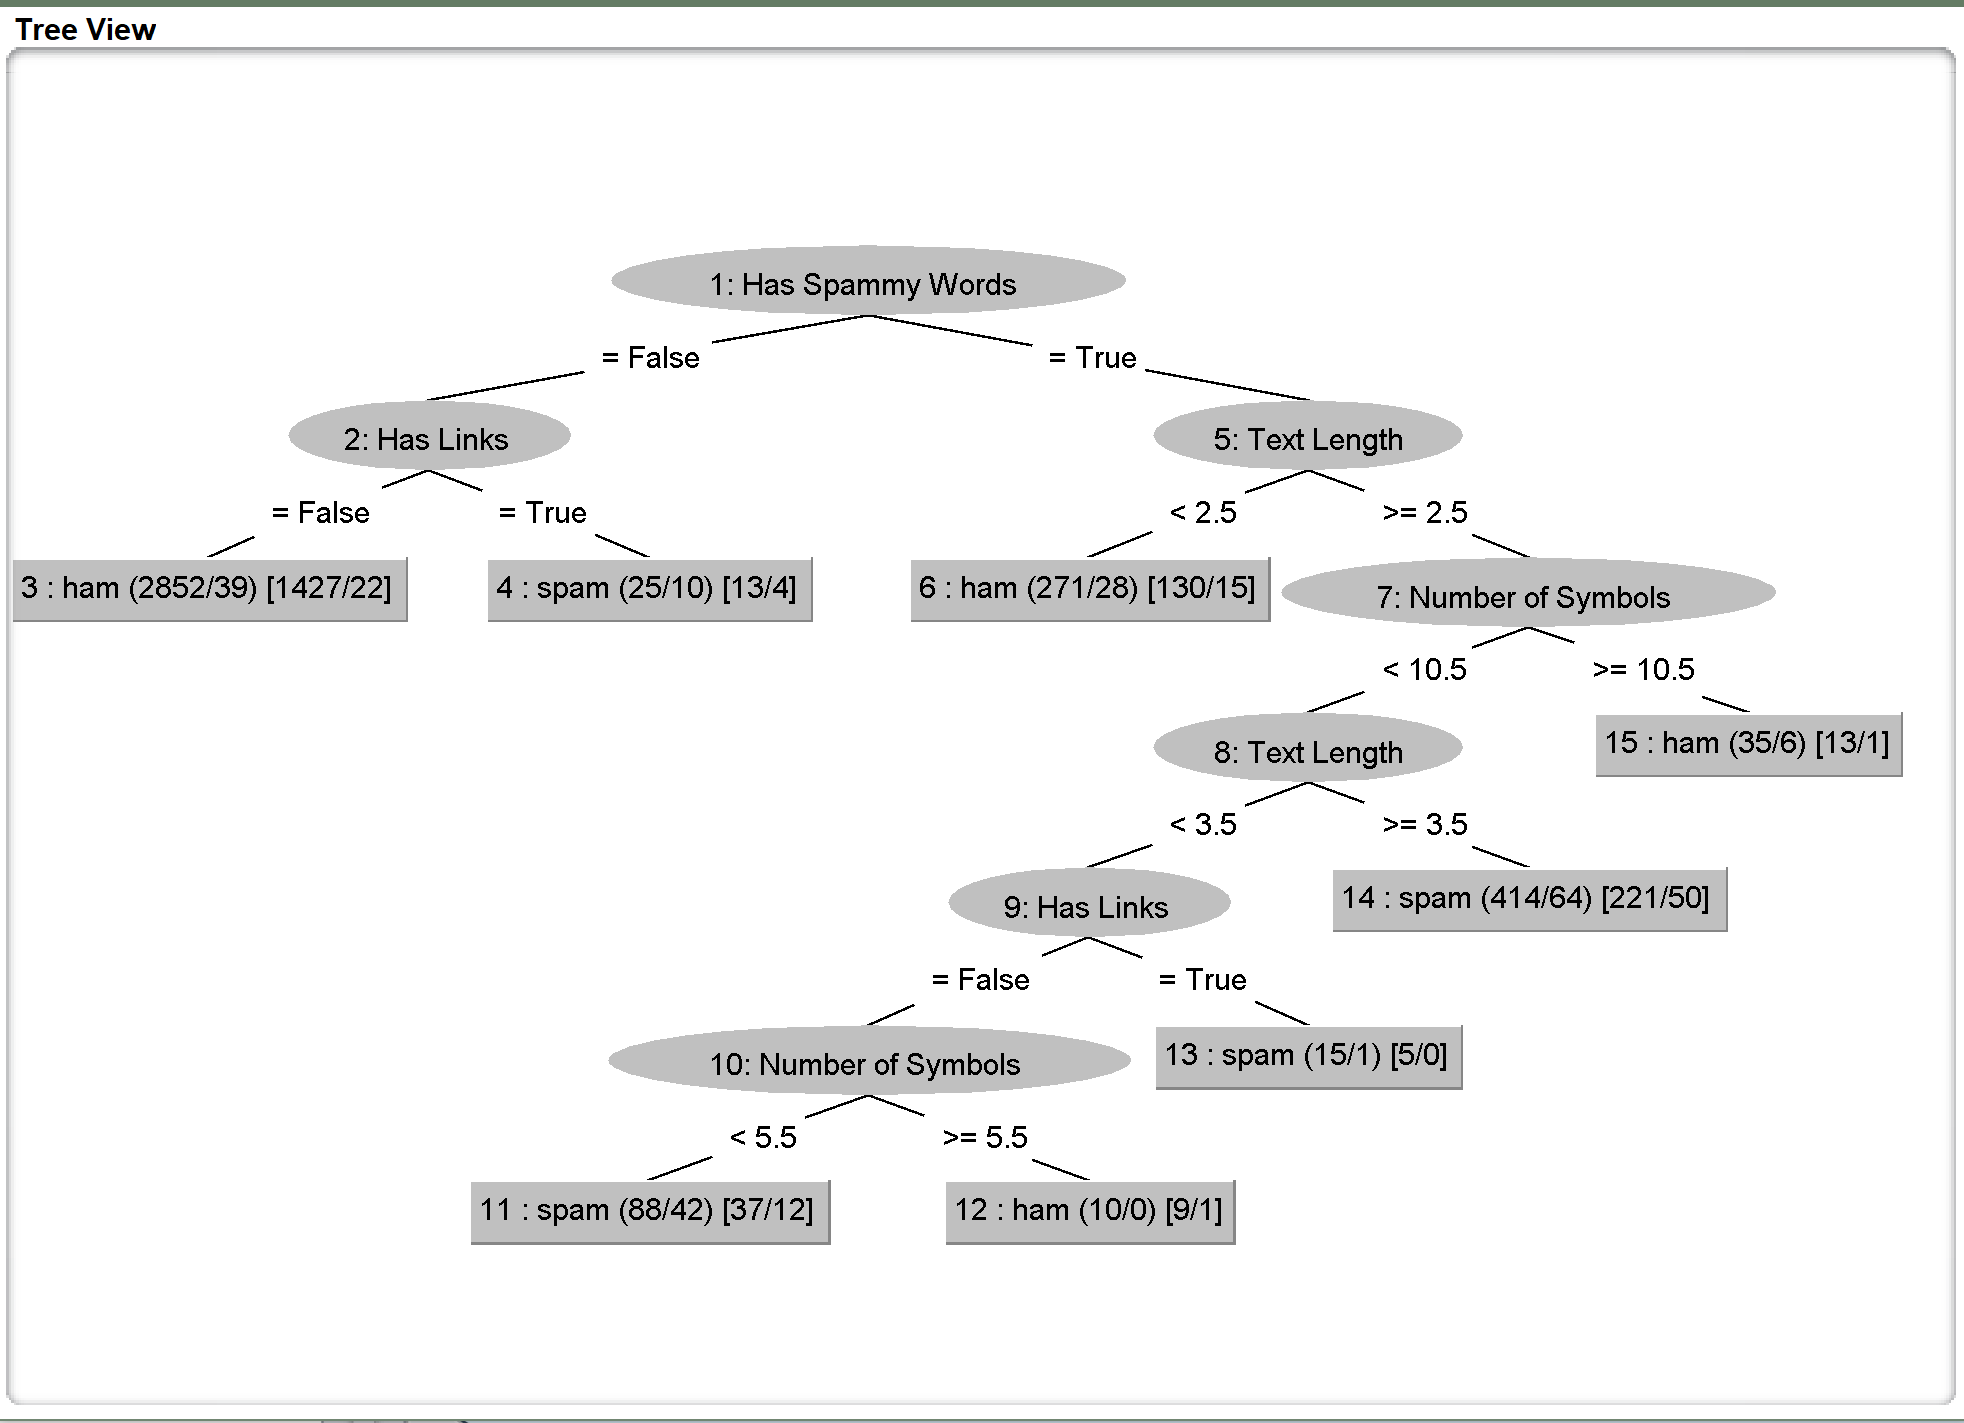 Tree View
1: Has Spammy Words
= False
= True
2: Has Links
5: Text Length
= False
= True
< 2.5
>= 2.5
3 : ham (2852/39) [1427/22]
4 : spam (25/10) [13/4]
6 : ham (271/28) [130/15]
7: Number of Symbols
< 10.5
>= 10.5
8: Text Length
15 : ham (35/6) [13/1]
< 3.5
>= 3.5
9: Has Links
14 : spam (414/64) [221/50]
= False
= True
10: Number of Symbols
13 : spam (15/1) [5/0]
< 5.5
>= 5.5
11 : spam (88/42) [37/12]
12 : ham (10/0) [9/1]